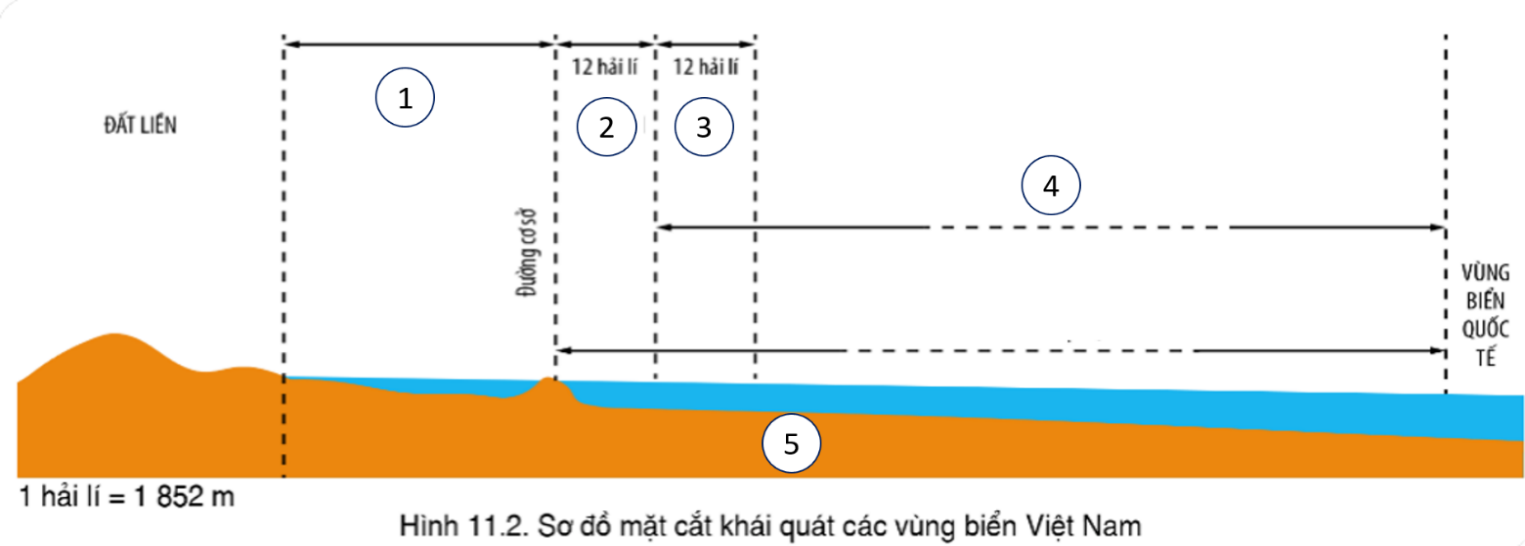 12 hải lí
12 hải lí
1
2
3
ĐẤT LIỀN
4
Đường cơ sở
VÙNG
BIỂN
QUỐC
TẾ
5
1 hải lí = 1 852 m
Hình 11.2. Sơ đồ mặt cắt khái quát các vùng biển Việt Nam